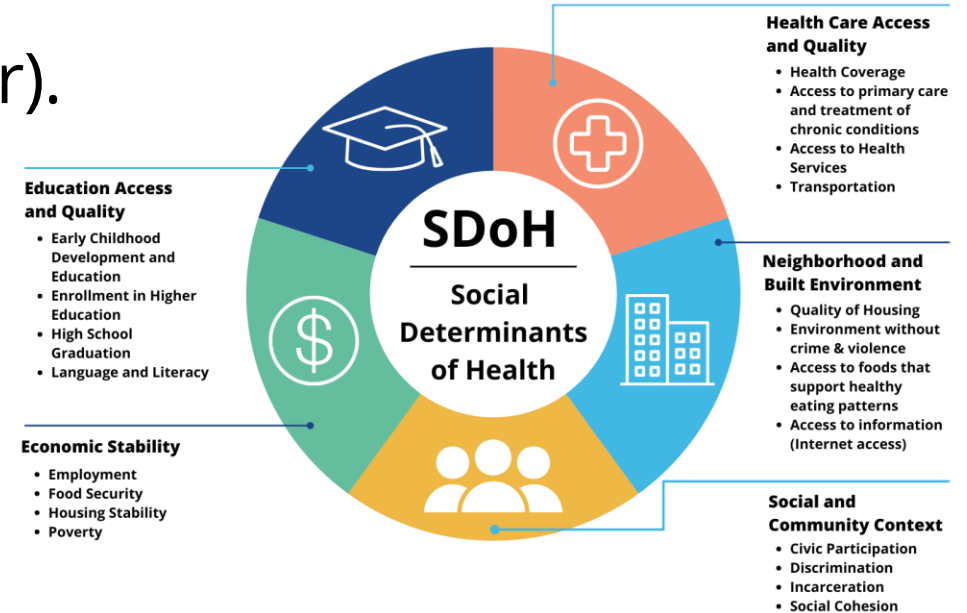 r).
Health Care Access
and Quality
• Health Coverage
• Access to primary care
and treatment of
chronic conditions
• Access to Health
Services
• Transportation
Education Access
and Quality
• Early Childhood
Development and
Education
• Enrollment in Higher
Education
• High School
Graduation
• Language and Literacy
SDoH
Social
Determinants
of Health
$
Neighborhood and
Built Environment
• Quality of Housing
• Environment without
crime & violence
• Access to foods that
support healthy
eating patterns
• Access to information
(Internet access)
Economic Stability
• Employment
• Food Security
• Housing Stability
• Poverty
Social and
Community Context
• Civic Participation
• Discrimination
• Incarceration
• Social Cohesion